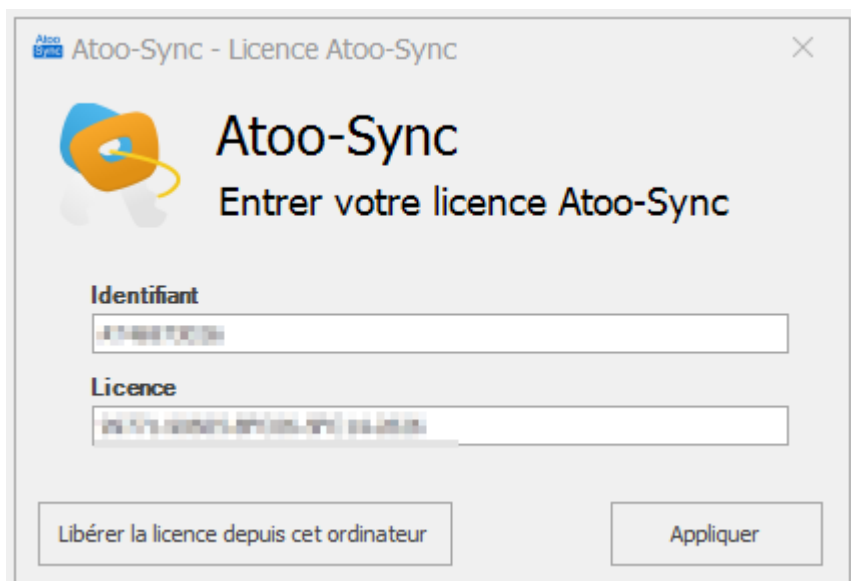 Atoo
Sync
Atoo-Sync - Licence Atoo-Sync
Atoo-Sync
Entrer votre licence Atoo-Sync
Identifiant
Licence
Libérer la licence depuis cet ordinateur
Appliquer